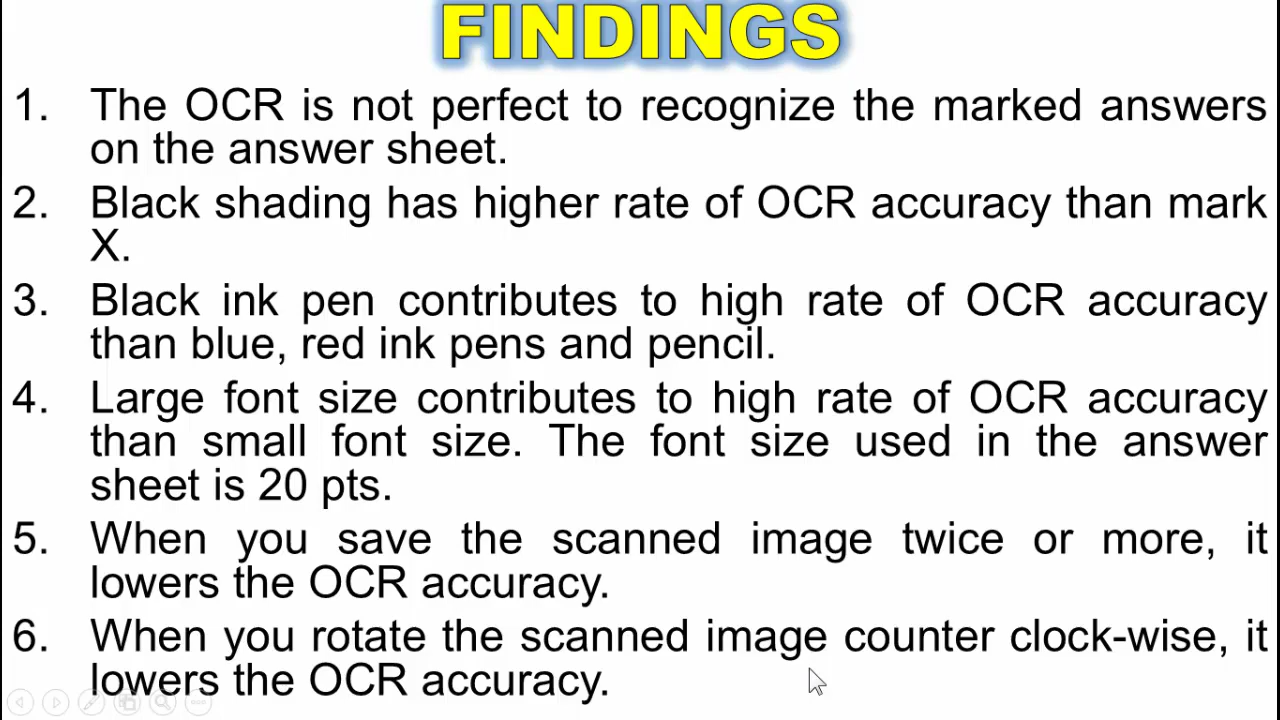 FINDINGS
1. The OCR is not perfect to recognize the marked answers
on the answer sheet.
2. Black shading has higher rate of OCR accuracy than mark
X.
3. Black ink pen contributes to high rate of OCR accuracy
than blue, red ink pens and pencil.
4. Large font size contributes to high rate of OCR accuracy
than small font size. The font size used in the answer
sheet is 20 pts.
5. When you save the scanned image twice or more, it
lowers the OCR accuracy.
6. When you rotate the scanned image counter clock-wise, it
lowers the OCR accuracy.